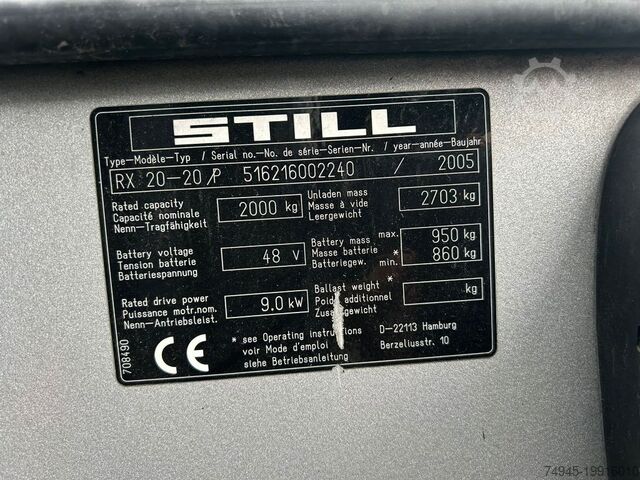 STILL
Type-Modèle-Typ / Serial no.-No. de série-Serien-Nr. / year-année-Baujahr
RX 20-20/P 516216002240 / 2005
Rated capacity
Capacité nominale
Nenn-Tragfähigkeit
2000 kg
Unladen mass
Masse à vide
Leergewicht
2703 kg
Battery voltage
Tension batterie
Batteriespannung
48 V
Battery mass max. 950 kg
Masse batterie *
Batteriegew. min. 860 kg
Rated drive power
Puissance motr.nom.
Nenn-Antriebsleist.
9.0 kW
Ballast weight *
Poids additionnel
Zusatzgewicht
kg
* see Operating instructions
voir Mode d'emploi
siehe Betriebsanleitung
D-22113 Hamburg
Berzeliusstr. 10
CE
708490